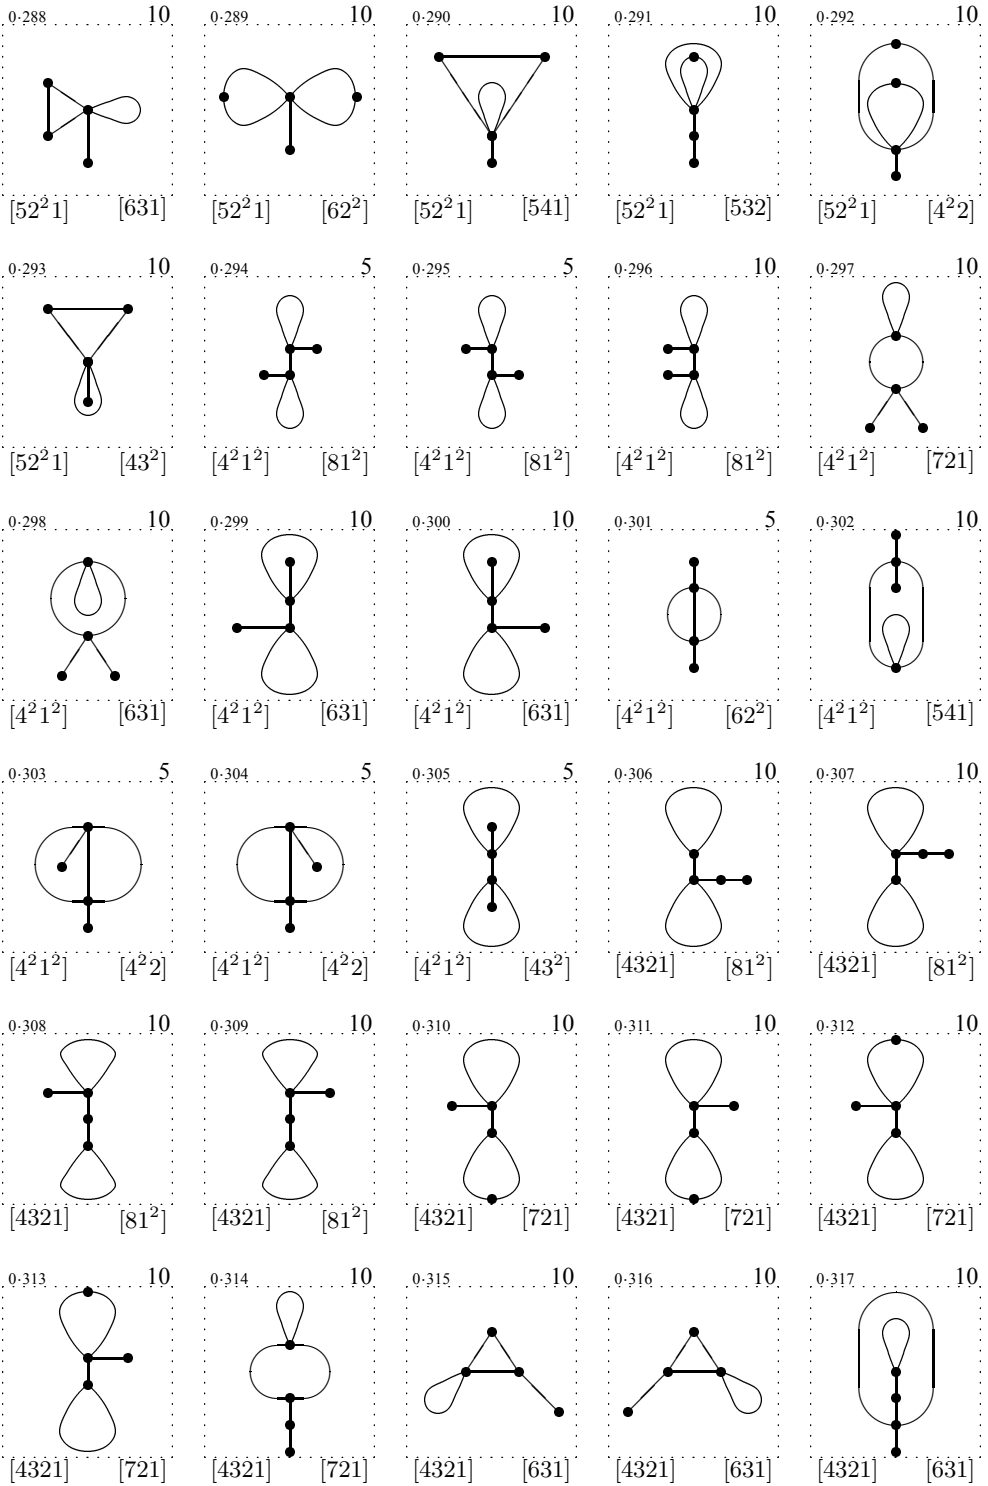 0·288 10 0·289 10 0·290 10 0·291 10 0·292 10
[52²1] [631] [52²1] [62²] [52²1] [541] [52²1] [532] [52²1] [4²2]
0·293 10 0·294 5 0·295 5 0·296 10 0·297 10
[52²1] [43²] [4²1²] [81²] [4²1²] [81²] [4²1²] [81²] [4²1²] [721]
0·298 10 0·299 10 0·300 10 0·301 5 0·302 10
[4²1²] [631] [4²1²] [631] [4²1²] [631] [4²1²] [62²] [4²1²] [541]
0·303 5 0·304 5 0·305 5 0·306 10 0·307 10
[4²1²] [4²2] [4²1²] [4²2] [4²1²] [43²] [4321] [81²] [4321] [81²]
0·308 10 0·309 10 0·310 10 0·311 10 0·312 10
[4321] [81²] [4321] [81²] [4321] [721] [4321] [721] [4321] [721]
0·313 10 0·314 10 0·315 10 0·316 10 0·317 10
[4321] [721] [4321] [721] [4321] [631] [4321] [631] [4321] [631]